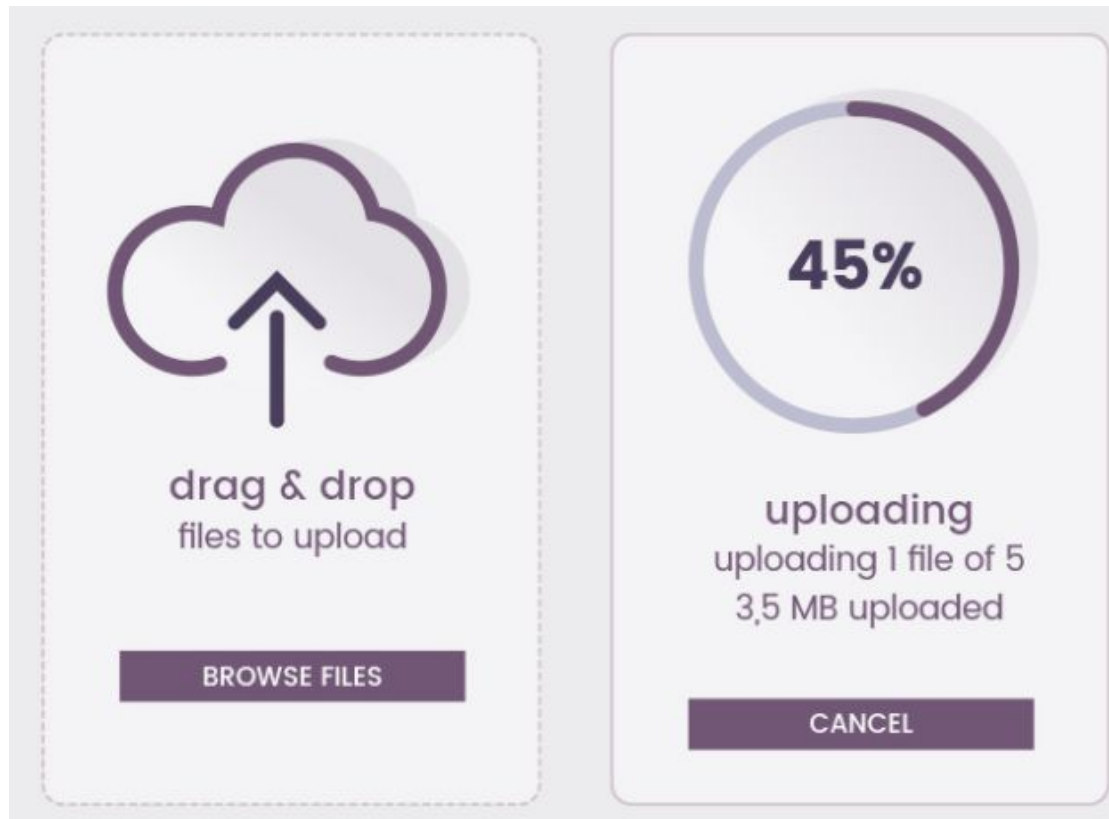 drag & drop
files to upload
BROWSE FILES
45%
uploading
uploading 1 file of 5
3,5 MB uploaded
CANCEL